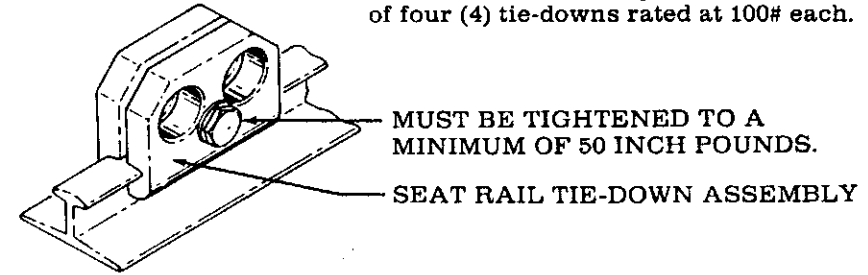 of four (4) tie-downs rated at 100# each.
MUST BE TIGHTENED TO A
MINIMUM OF 50 INCH POUNDS.
SEAT RAIL TIE-DOWN ASSEMBLY